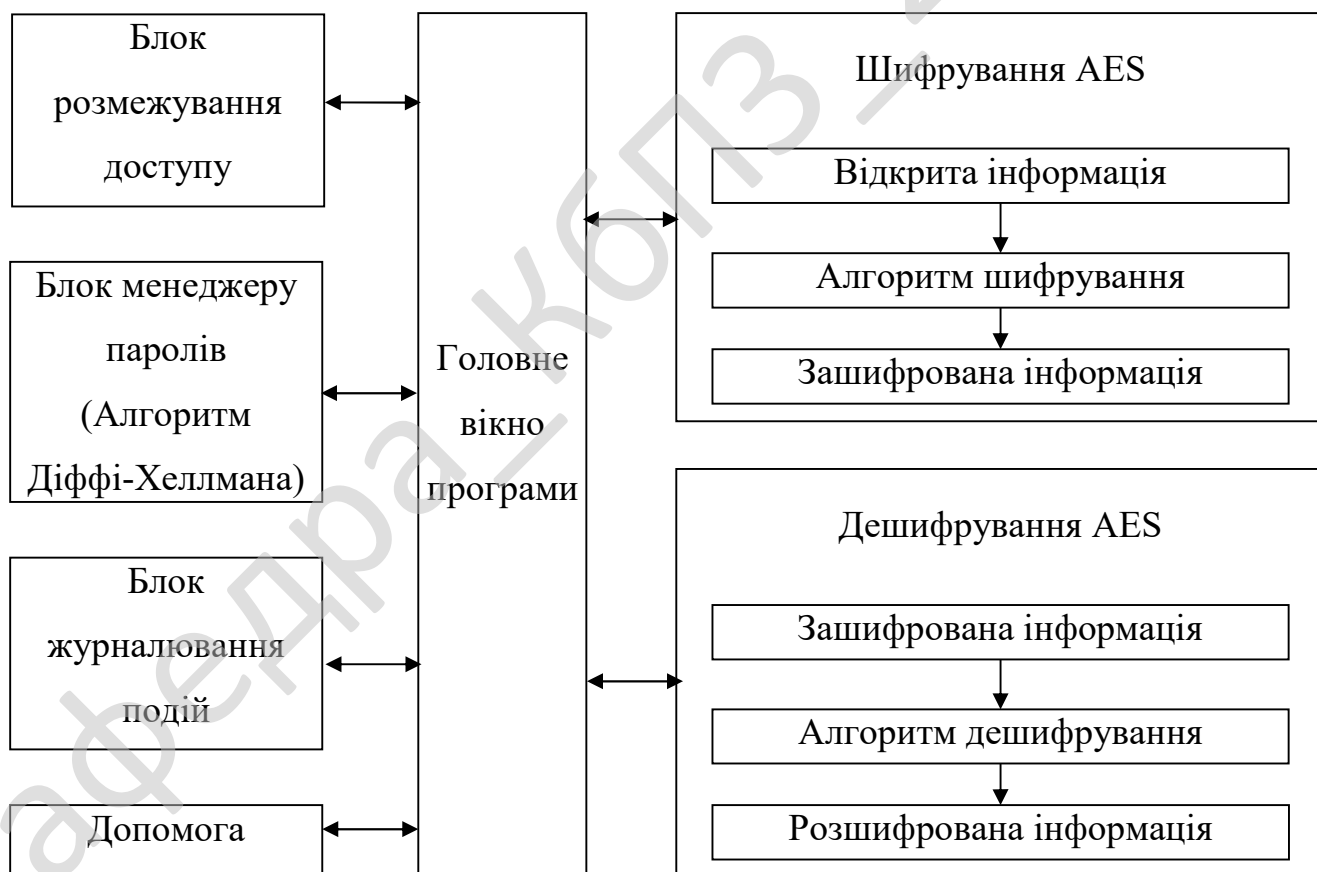 Блок
розмежування
доступу
Блок менеджеру
паролів
(Алгоритм
Діффі-Хеллмана)
Блок
журналювання
подій
Допомога
Головне
вікно
програми
Шифрування AES
Відкрита інформація
Алгоритм шифрування
Зашифрована інформація
Дешифрування AES
Зашифрована інформація
Алгоритм дешифрування
Розшифрована інформація
афедра_КбПЗ_